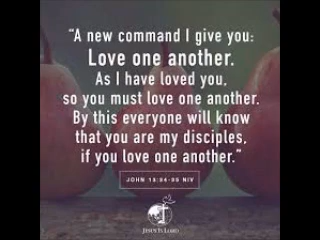 “A new command I give you:
Love one another.
As I have loved you,
so you must love one another.
By this everyone will know
that you are my disciples,
if you love one another.”
JOHN 13:34-35 NIV
JESUS IS LORD